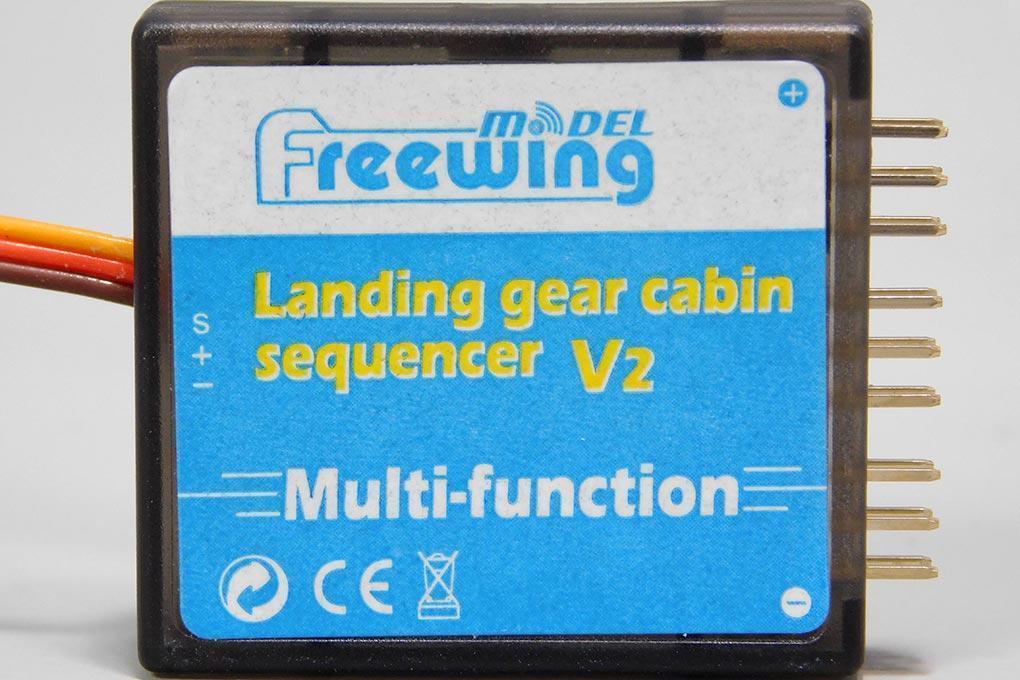 +
MODEL
Freewing
Landing gear cabin
sequencer V2
S
+
−
Multi-function
CE
−